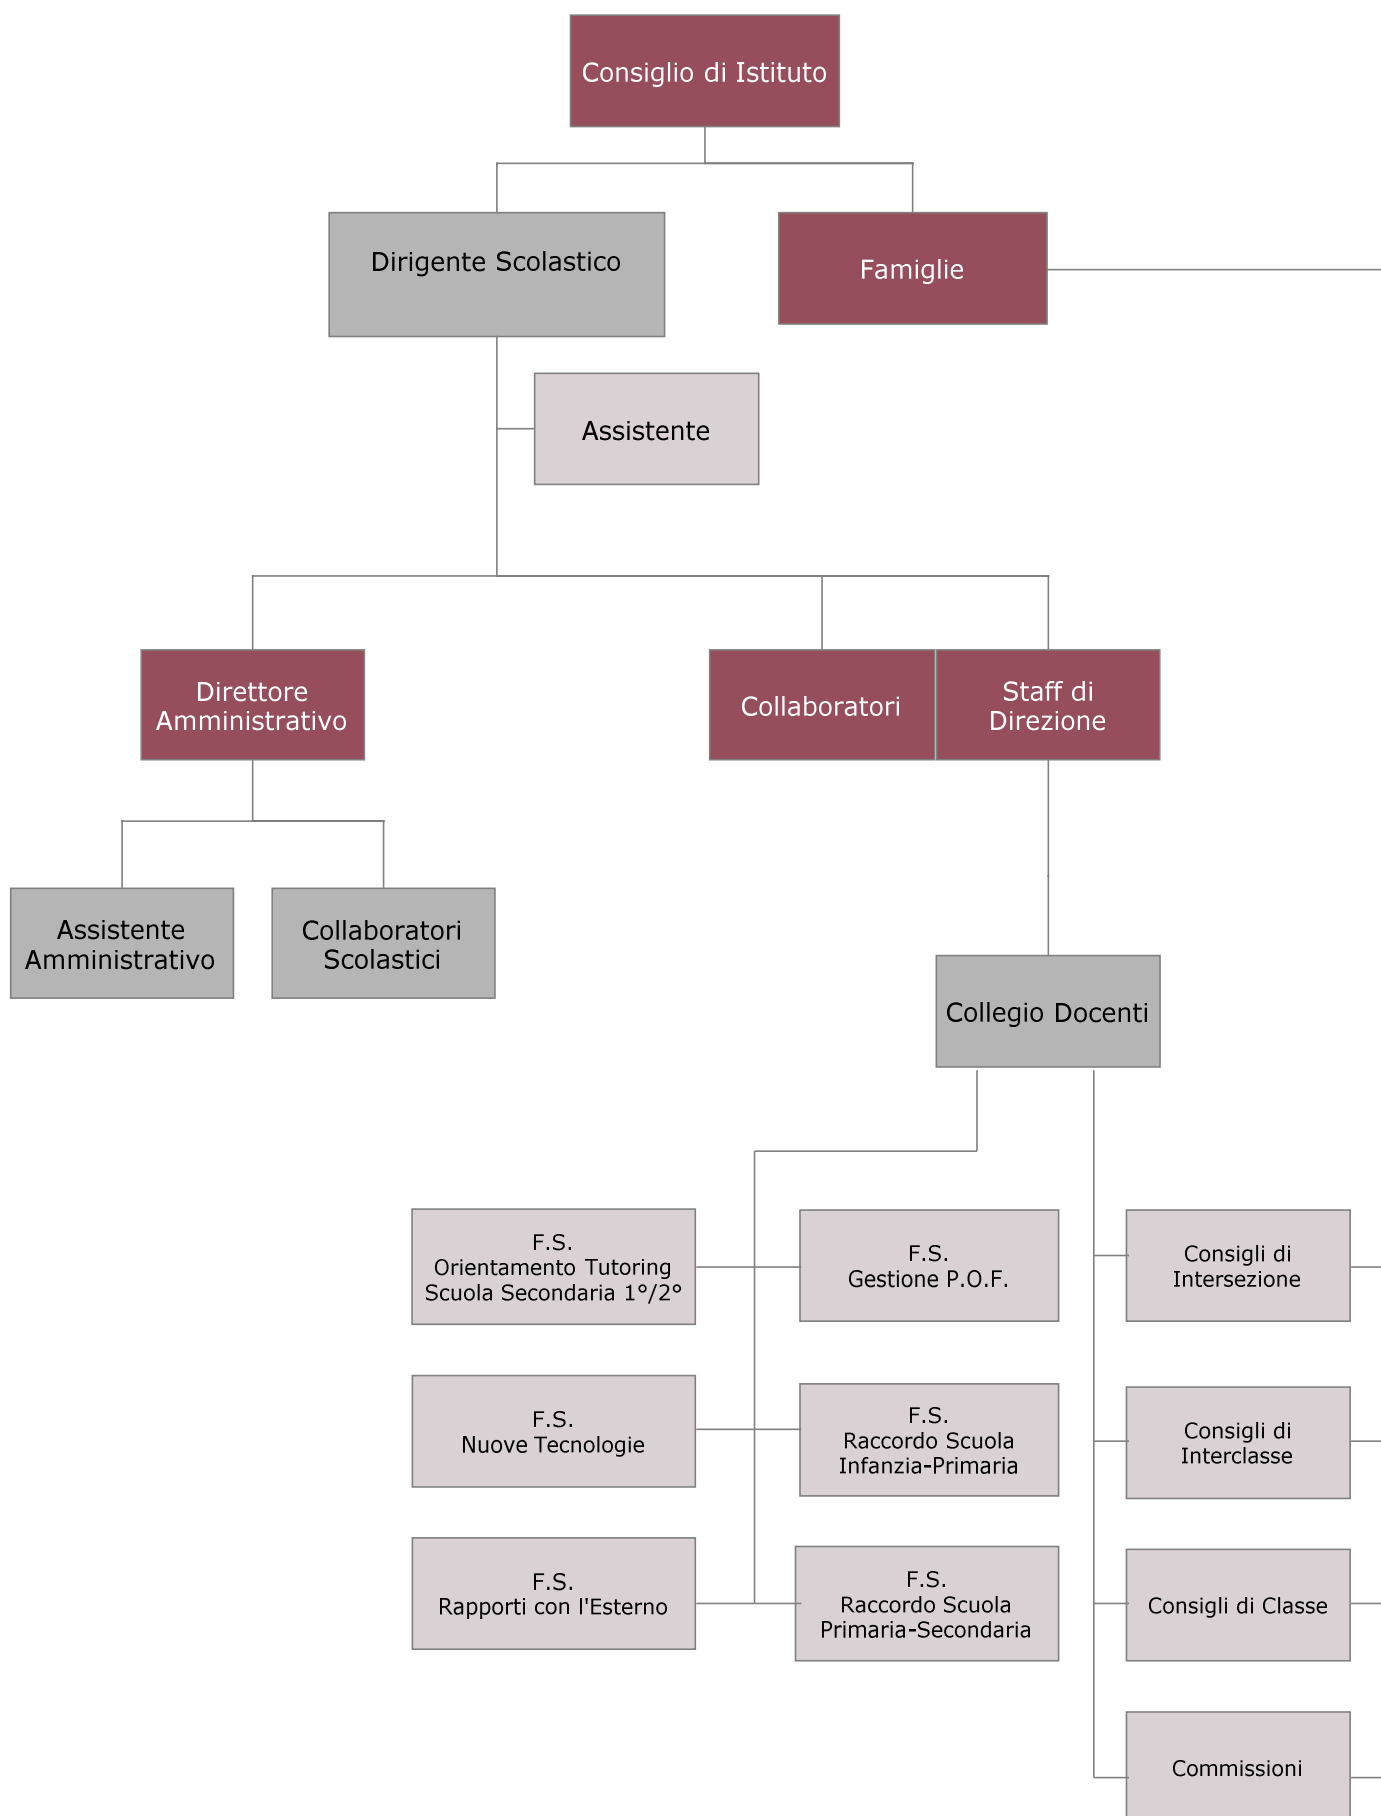 Consiglio di Istituto
Dirigente Scolastico
Famiglie
Assistente
Direttore
Amministrativo
Collaboratori
Staff di
Direzione
Assistente
Amministrativo
Collaboratori
Scolastici
Collegio Docenti
F.S.
Orientamento Tutoring
Scuola Secondaria 1°/2°
F.S.
Gestione P.O.F.
Consigli di
Intersezione
F.S.
Nuove Tecnologie
F.S.
Raccordo Scuola
Infanzia-Primaria
Consigli di
Interclasse
F.S.
Rapporti con l'Esterno
F.S.
Raccordo Scuola
Primaria-Secondaria
Consigli di Classe
Commissioni